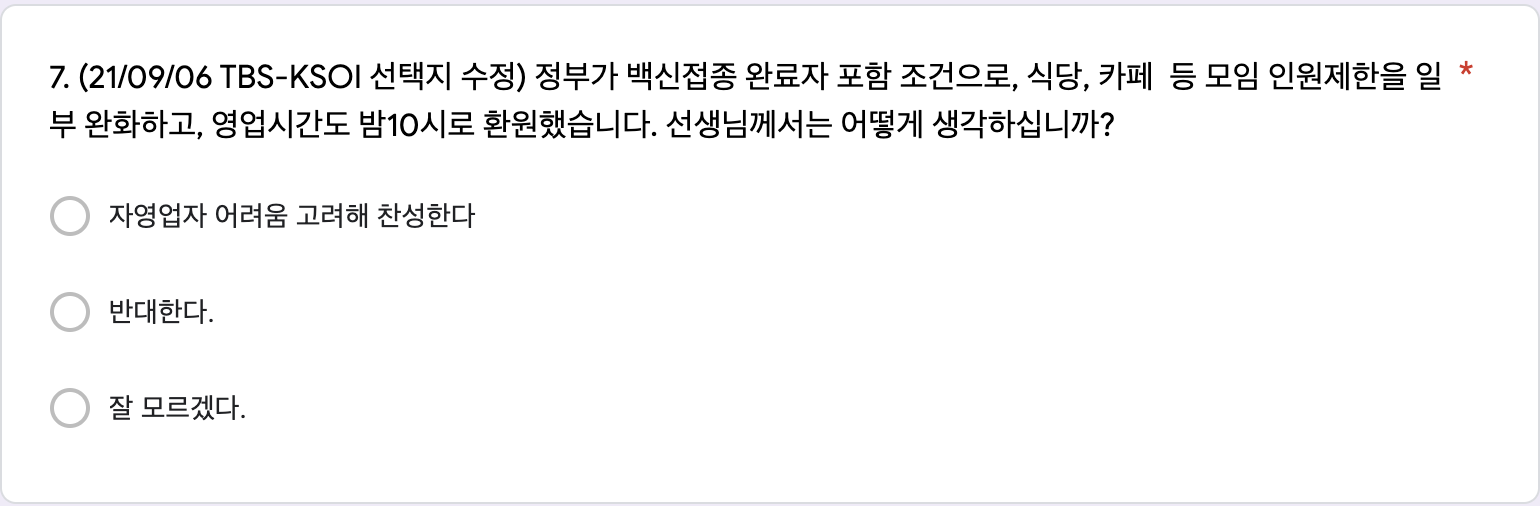 7. (21/09/06 TBS-KSOI 선택지 수정) 정부가 백신접종 완료자 포함 조건으로, 식당, 카페  등 모임 인원제한을 일 *
부 완화하고, 영업시간도 밤10시로 환원했습니다. 선생님께서는 어떻게 생각하십니까?
자영업자 어려움 고려해 찬성한다
반대한다.
잘 모르겠다.